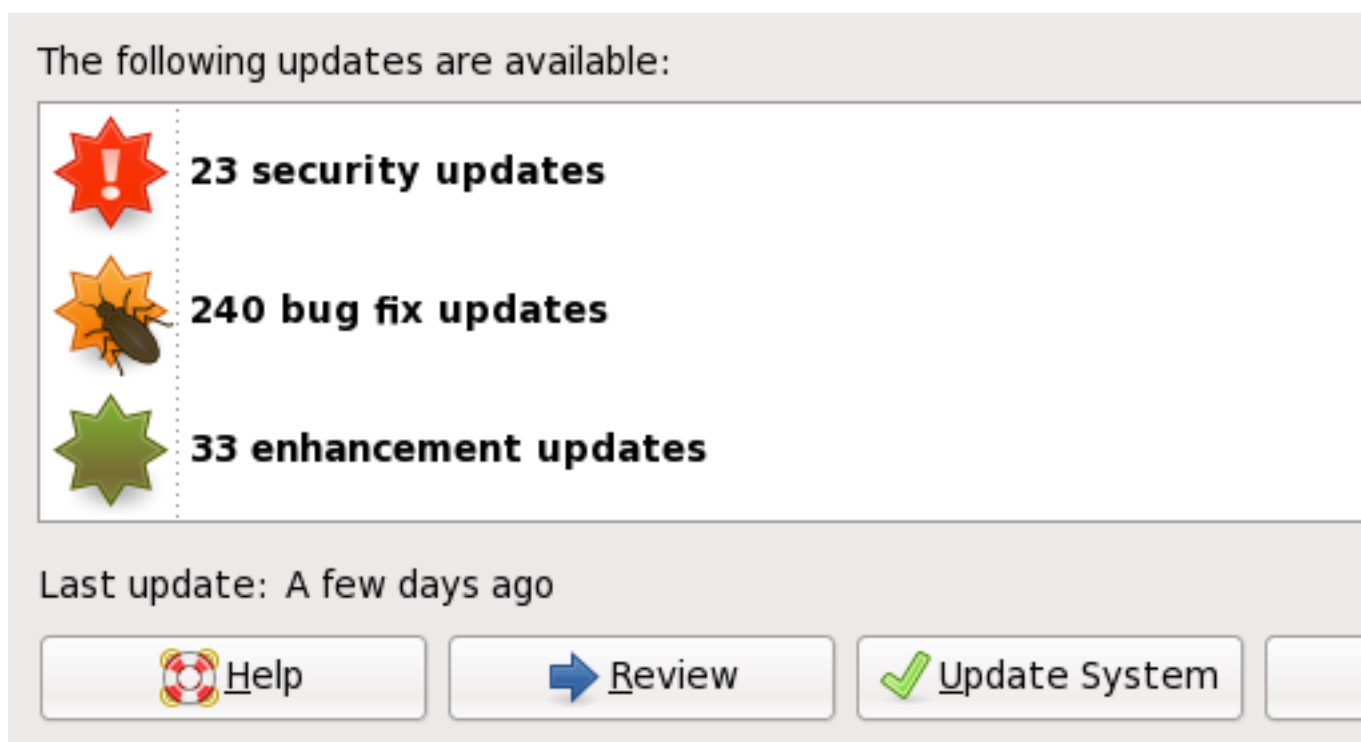 The following updates are available:
23 security updates
240 bug fix updates
33 enhancement updates
Last update: A few days ago
Help Review Update System